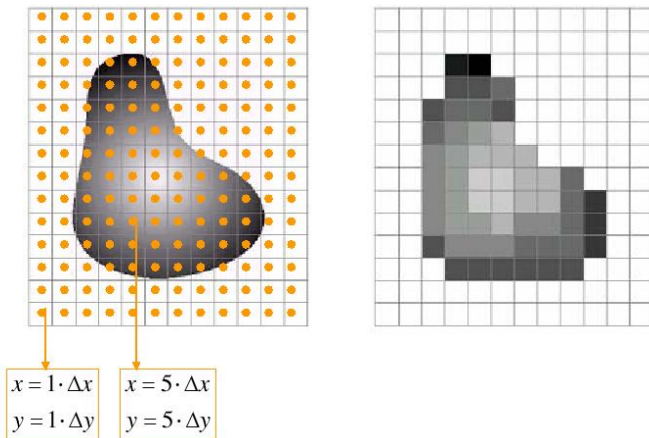 x = 1 · Δx
y = 1 · Δy
x = 5 · Δx
y = 5 · Δy